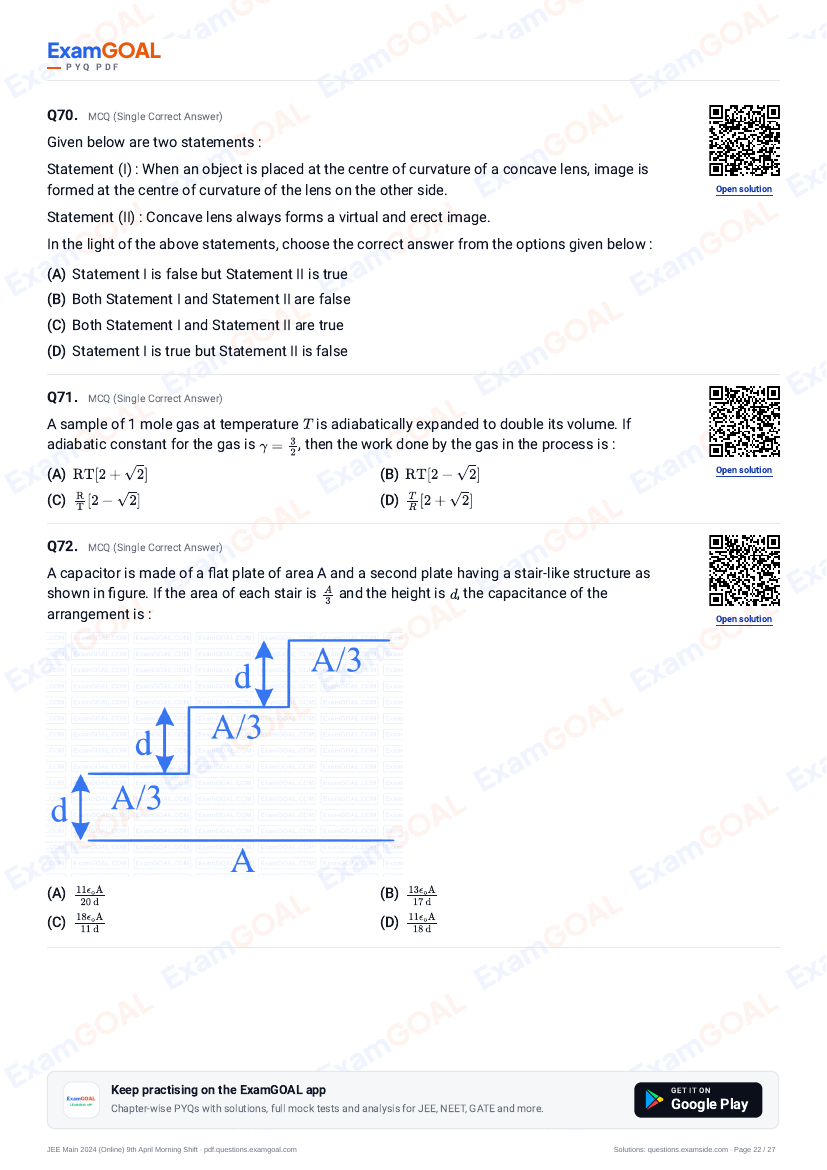 ExamGOAL
PYQ PDF
Q70. MCQ (Single Correct Answer)
Given below are two statements :
Statement (I) : When an object is placed at the centre of curvature of a concave lens, image is
formed at the centre of curvature of the lens on the other side.
Statement (II) : Concave lens always forms a virtual and erect image.
In the light of the above statements, choose the correct answer from the options given below :
(A) Statement I is false but Statement II is true
(B) Both Statement I and Statement II are false
(C) Both Statement I and Statement II are true
(D) Statement I is true but Statement II is false
Open solution
Q71. MCQ (Single Correct Answer)
A sample of 1 mole gas at temperature T is adiabatically expanded to double its volume. If
adiabatic constant for the gas is γ = 3/2, then the work done by the gas in the process is :
(A) RT[2 + √2] (B) RT[2 − √2]
(C) R/T [2 − √2] (D) T/R [2 + √2]
Open solution
Q72. MCQ (Single Correct Answer)
A capacitor is made of a flat plate of area A and a second plate having a stair-like structure as
shown in figure. If the area of each stair is A/3 and the height is d, the capacitance of the
arrangement is :
Open solution
d A/3
d A/3
d A/3
A
(A) 11ϵ₀A/20 d (B) 13ϵ₀A/17 d
(C) 18ϵ₀A/11 d (D) 11ϵ₀A/18 d
Keep practising on the ExamGOAL app
Chapter-wise PYQs with solutions, full mock tests and analysis for JEE, NEET, GATE and more.
GET IT ON
Google Play
JEE Main 2024 (Online) 9th April Morning Shift · pdf.questions.examgoal.com
Solutions: questions.examside.com · Page 22 / 27